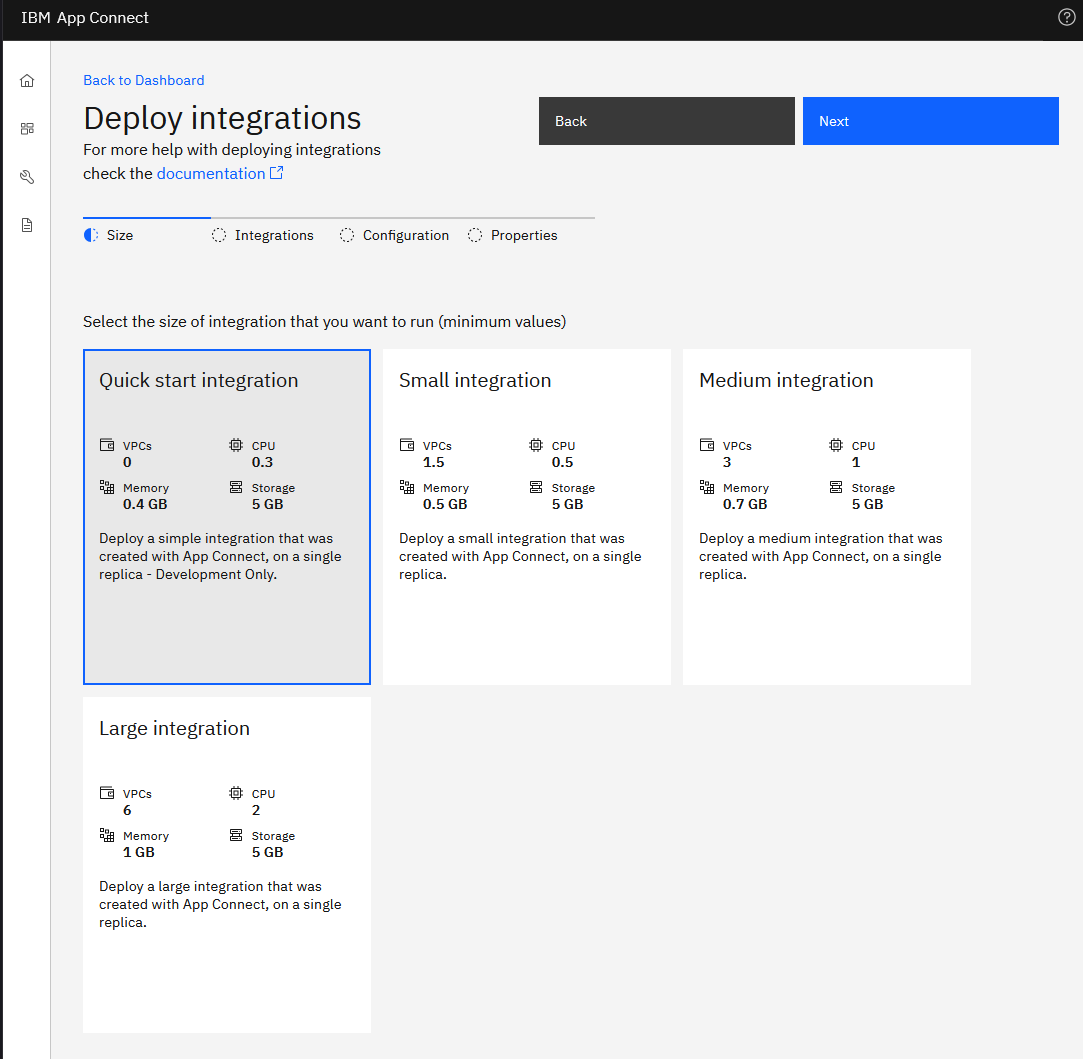 IBM App Connect
Back to Dashboard
Deploy integrations
For more help with deploying integrations
check the documentation
Back
Next
Size
Integrations
Configuration
Properties
Select the size of integration that you want to run (minimum values)
Quick start integration
VPCs
0
CPU
0.3
Memory
0.4 GB
Storage
5 GB
Deploy a simple integration that was
created with App Connect, on a single
replica - Development Only.
Small integration
VPCs
1.5
CPU
0.5
Memory
0.5 GB
Storage
5 GB
Deploy a small integration that was
created with App Connect, on a single
replica.
Medium integration
VPCs
3
CPU
1
Memory
0.7 GB
Storage
5 GB
Deploy a medium integration that was
created with App Connect, on a single
replica.
Large integration
VPCs
6
CPU
2
Memory
1 GB
Storage
5 GB
Deploy a large integration that was
created with App Connect, on a single
replica.